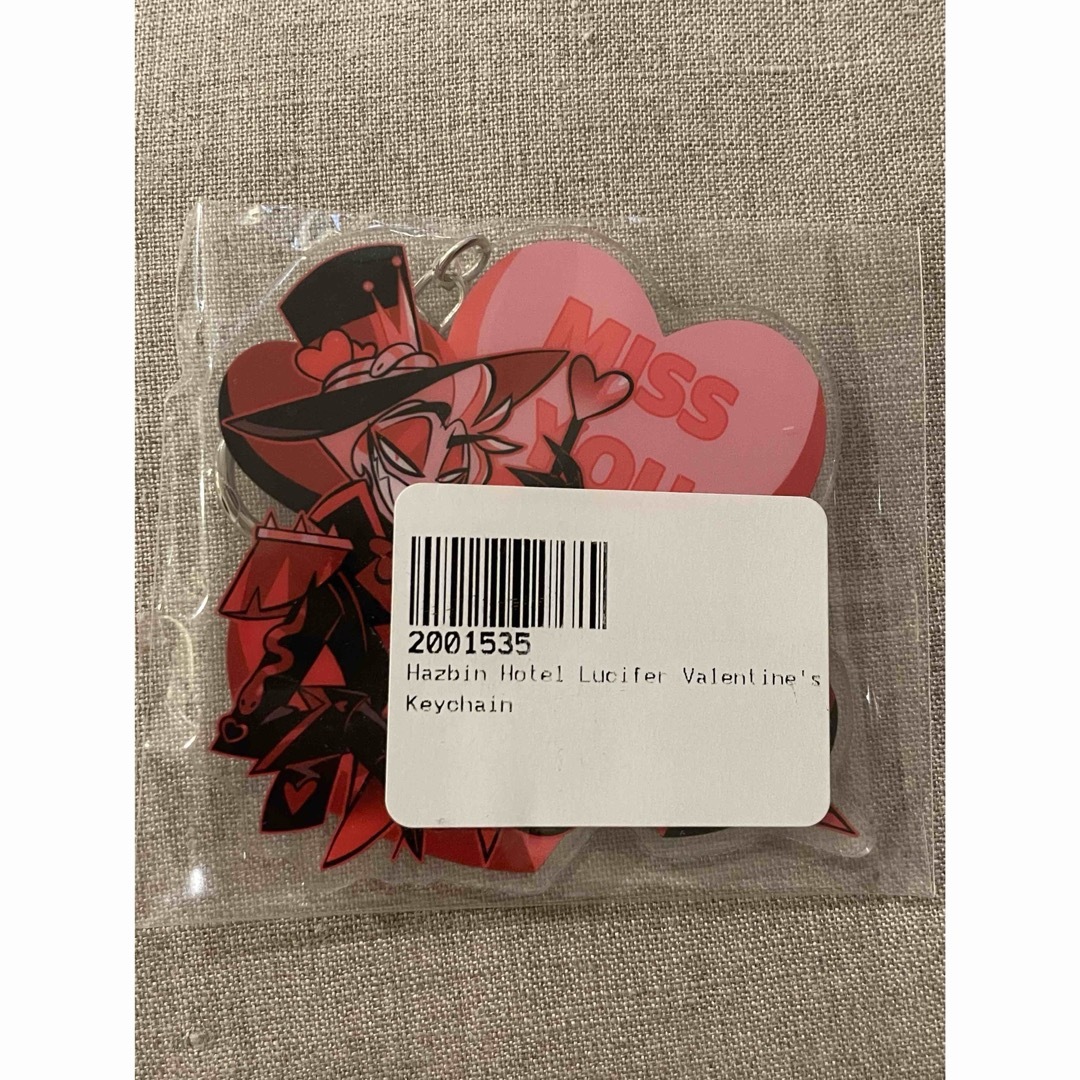 MISS
YOU
2001535
Hazbin Hotel Lucifer Valentine's
Keychain